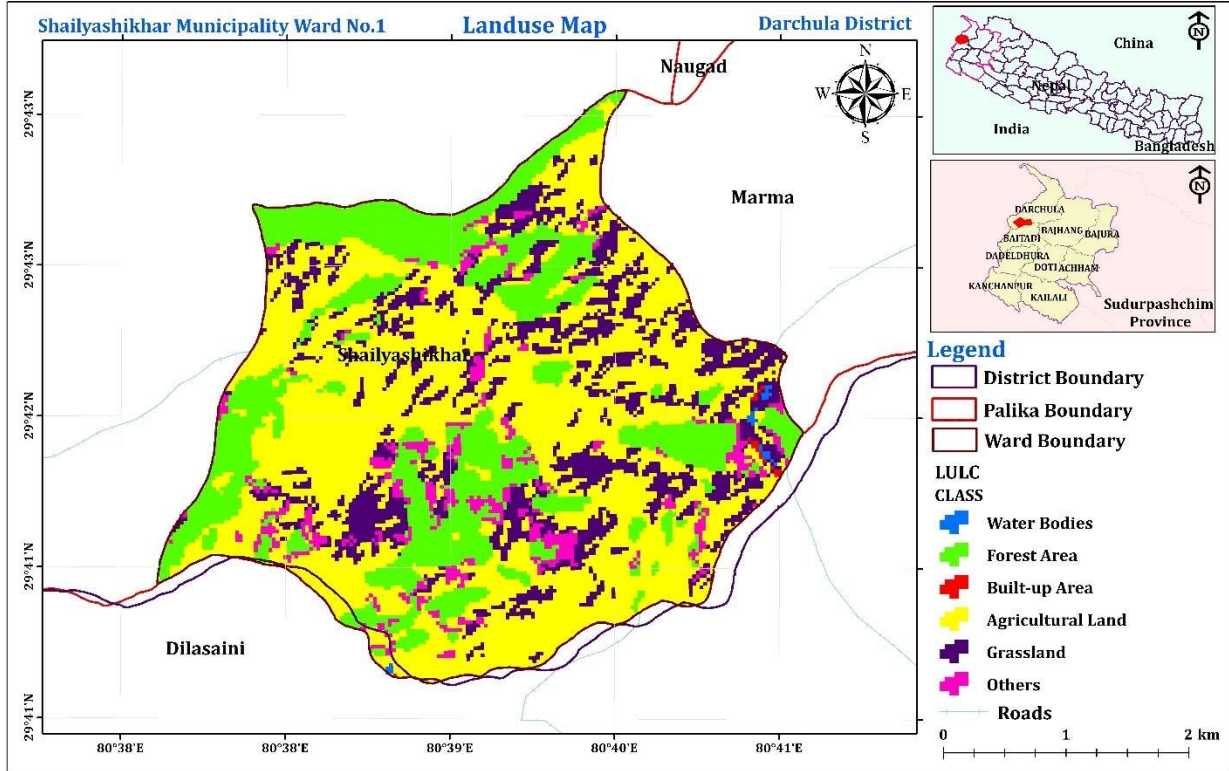 Shailyashikhar Municipality Ward No.1
Landuse Map
Darchula District
Naugad
N
W
E
S
Marma
Shailyashikhar
Dilasaini
29°43'N
29°43'N
29°42'N
29°41'N
29°41'N
80°38'E
80°38'E
80°39'E
80°40'E
80°41'E
China
N
Nepal
India
Bangladesh
N
DARCHULA
BAJHANG
BAJURA
BAITADI
DADELDHURA
DOTI
ACHHAM
KANCHANPUR
KAILALI
Sudurpashchim
Province
Legend
District Boundary
Palika Boundary
Ward Boundary
LULC
CLASS
Water Bodies
Forest Area
Built-up Area
Agricultural Land
Grassland
Others
Roads
0 1 2 km